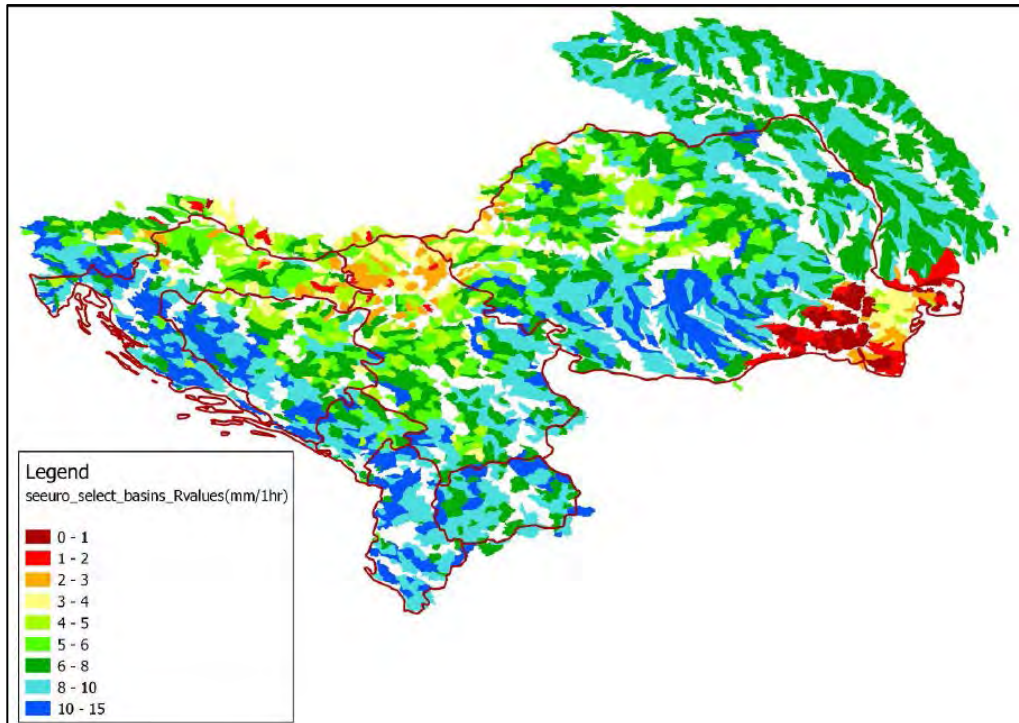 Legend
seeuro_select_basins_Rvalues(mm/1hr)
0 - 1
1 - 2
2 - 3
3 - 4
4 - 5
5 - 6
6 - 8
8 - 10
10 - 15